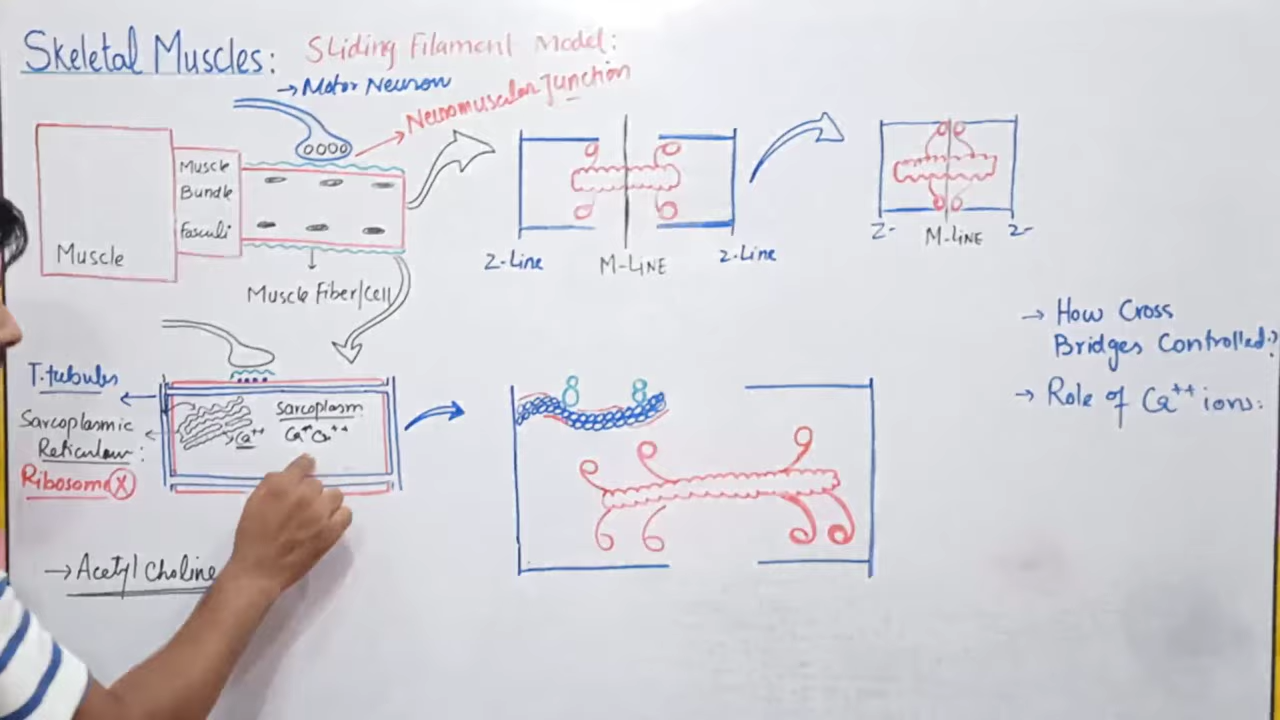 Skeletal Muscles: Sliding Filament Model:
→ Motor Neuron
→ Neuromuscular Junction
Muscle
Bundle
Fasculi
Muscle
Muscle Fiber/Cell
Z-Line M-LINE Z-Line
Z- M-LINE Z-
→ How Cross
Bridges Controlled?
→ Role of Ca++ ions:
T.tubules
Sarcoplasmic
Reticulum:
Ribosome X
Sarcoplasm
Ca++
→ Acetyl Choline